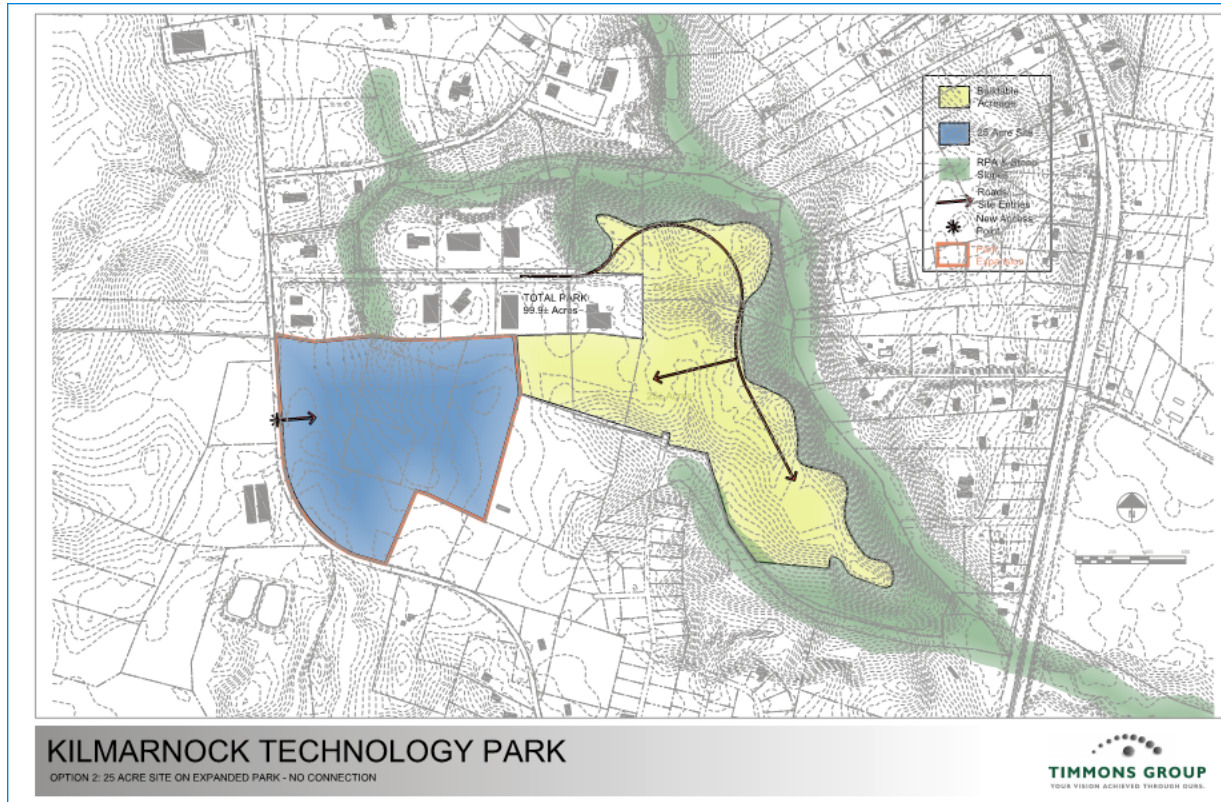 Buildable
Acreage
25 Acre Site
RPA & Steep
Slopes
Roads/
Site Entries
New Access
Point
Park
Expansion
TOTAL PARK
99.9± Acres
KILMARNOCK TECHNOLOGY PARK
OPTION 2: 25 ACRE SITE ON EXPANDED PARK - NO CONNECTION
TIMMONS GROUP
YOUR VISION ACHIEVED THROUGH OURS.